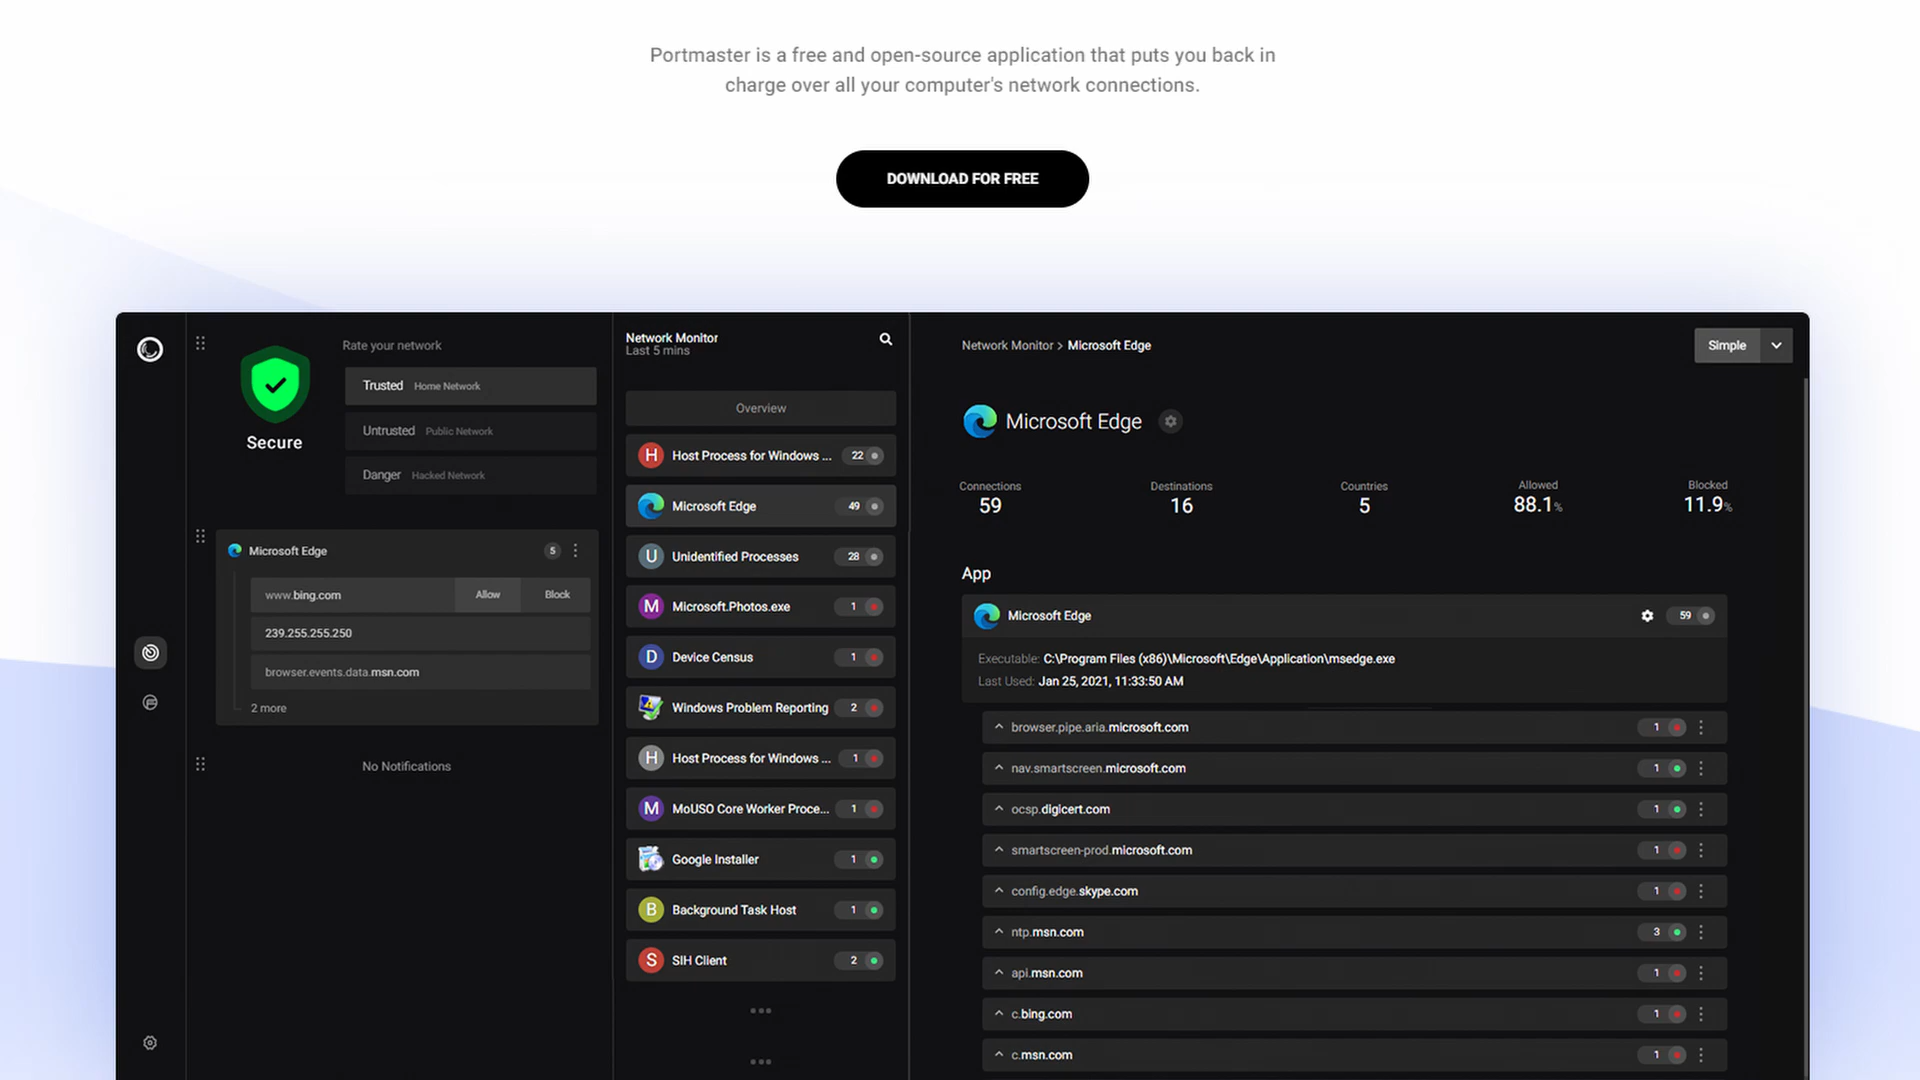 Portmaster is a free and open-source application that puts you back in
charge over all your computer's network connections.
DOWNLOAD FOR FREE
Rate your network
Trusted Home Network
Untrusted Public Network
Danger Hacked Network
Secure
Microsoft Edge 5
www.bing.com Allow Block
239.255.255.250
browser.events.data.msn.com
2 more
No Notifications
Network Monitor
Last 5 mins
Overview
H Host Process for Windows ... 22
Microsoft Edge 49
U Unidentified Processes 28
M Microsoft.Photos.exe 1
D Device Census 1
Windows Problem Reporting 2
H Host Process for Windows ... 1
M MoUSO Core Worker Proce... 1
Google Installer 1
B Background Task Host 1
S SIH Client 2
Network Monitor > Microsoft Edge
Simple
Microsoft Edge
Connections
59
Destinations
16
Countries
5
Allowed
88.1%
Blocked
11.9%
App
Microsoft Edge 59
Executable: C:\Program Files (x86)\Microsoft\Edge\Application\msedge.exe
Last Used: Jan 25, 2021, 11:33:50 AM
browser.pipe.aria.microsoft.com 1
nav.smartscreen.microsoft.com 1
ocsp.digicert.com 1
smartscreen-prod.microsoft.com 1
config.edge.skype.com 1
ntp.msn.com 3
api.msn.com 1
c.bing.com 1
c.msn.com 1